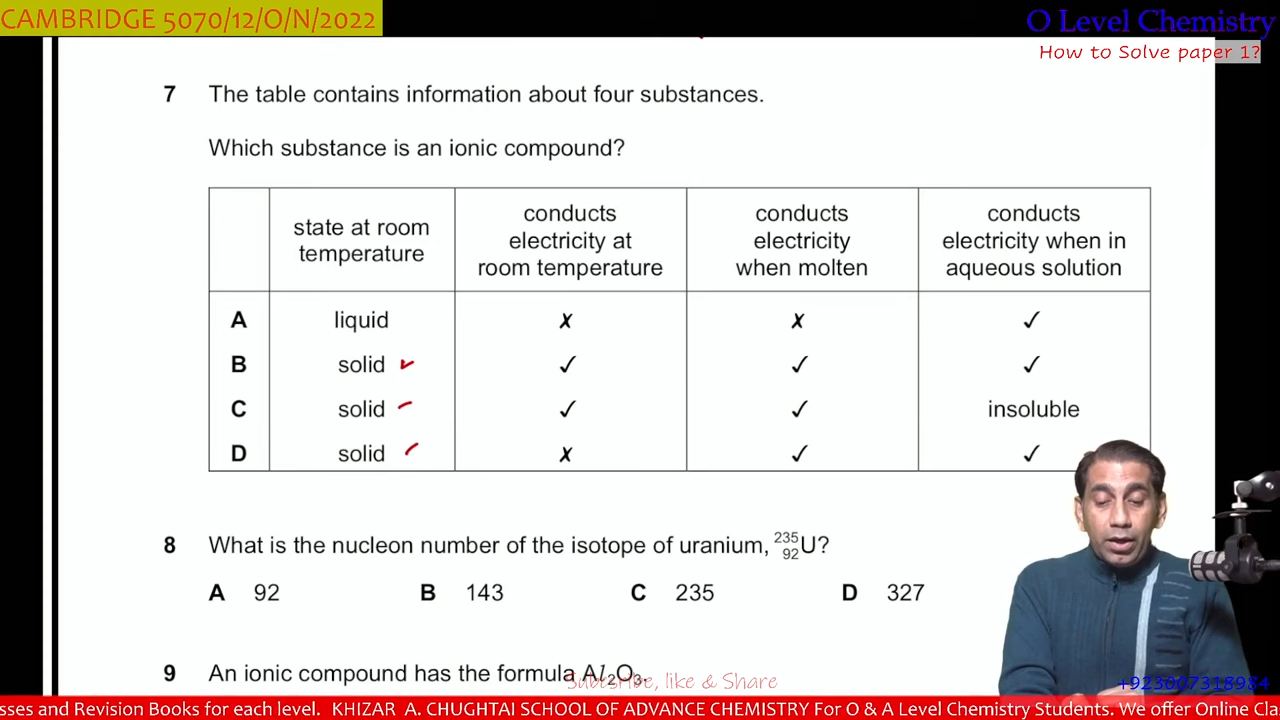 CAMBRIDGE 5070/12/O/N/2022
O Level Chemistry
How to Solve paper 1?
7 The table contains information about four substances.
Which substance is an ionic compound?
state at room temperature
conducts electricity at room temperature
conducts electricity when molten
conducts electricity when in aqueous solution
A liquid ✗ ✗ ✓
B solid ✓ ✓ ✓
C solid ✓ ✓ insoluble
D solid ✗ ✓ ✓
8 What is the nucleon number of the isotope of uranium, ²³⁵₉₂U?
A 92 B 143 C 235 D 327
9 An ionic compound has the formula Al₂O₃.
Subcsribe, like & Share
+923007318984
sses and Revision Books for each level. KHIZAR A. CHUGHTAI SCHOOL OF ADVANCE CHEMISTRY For O & A Level Chemistry Students. We offer Online Cla